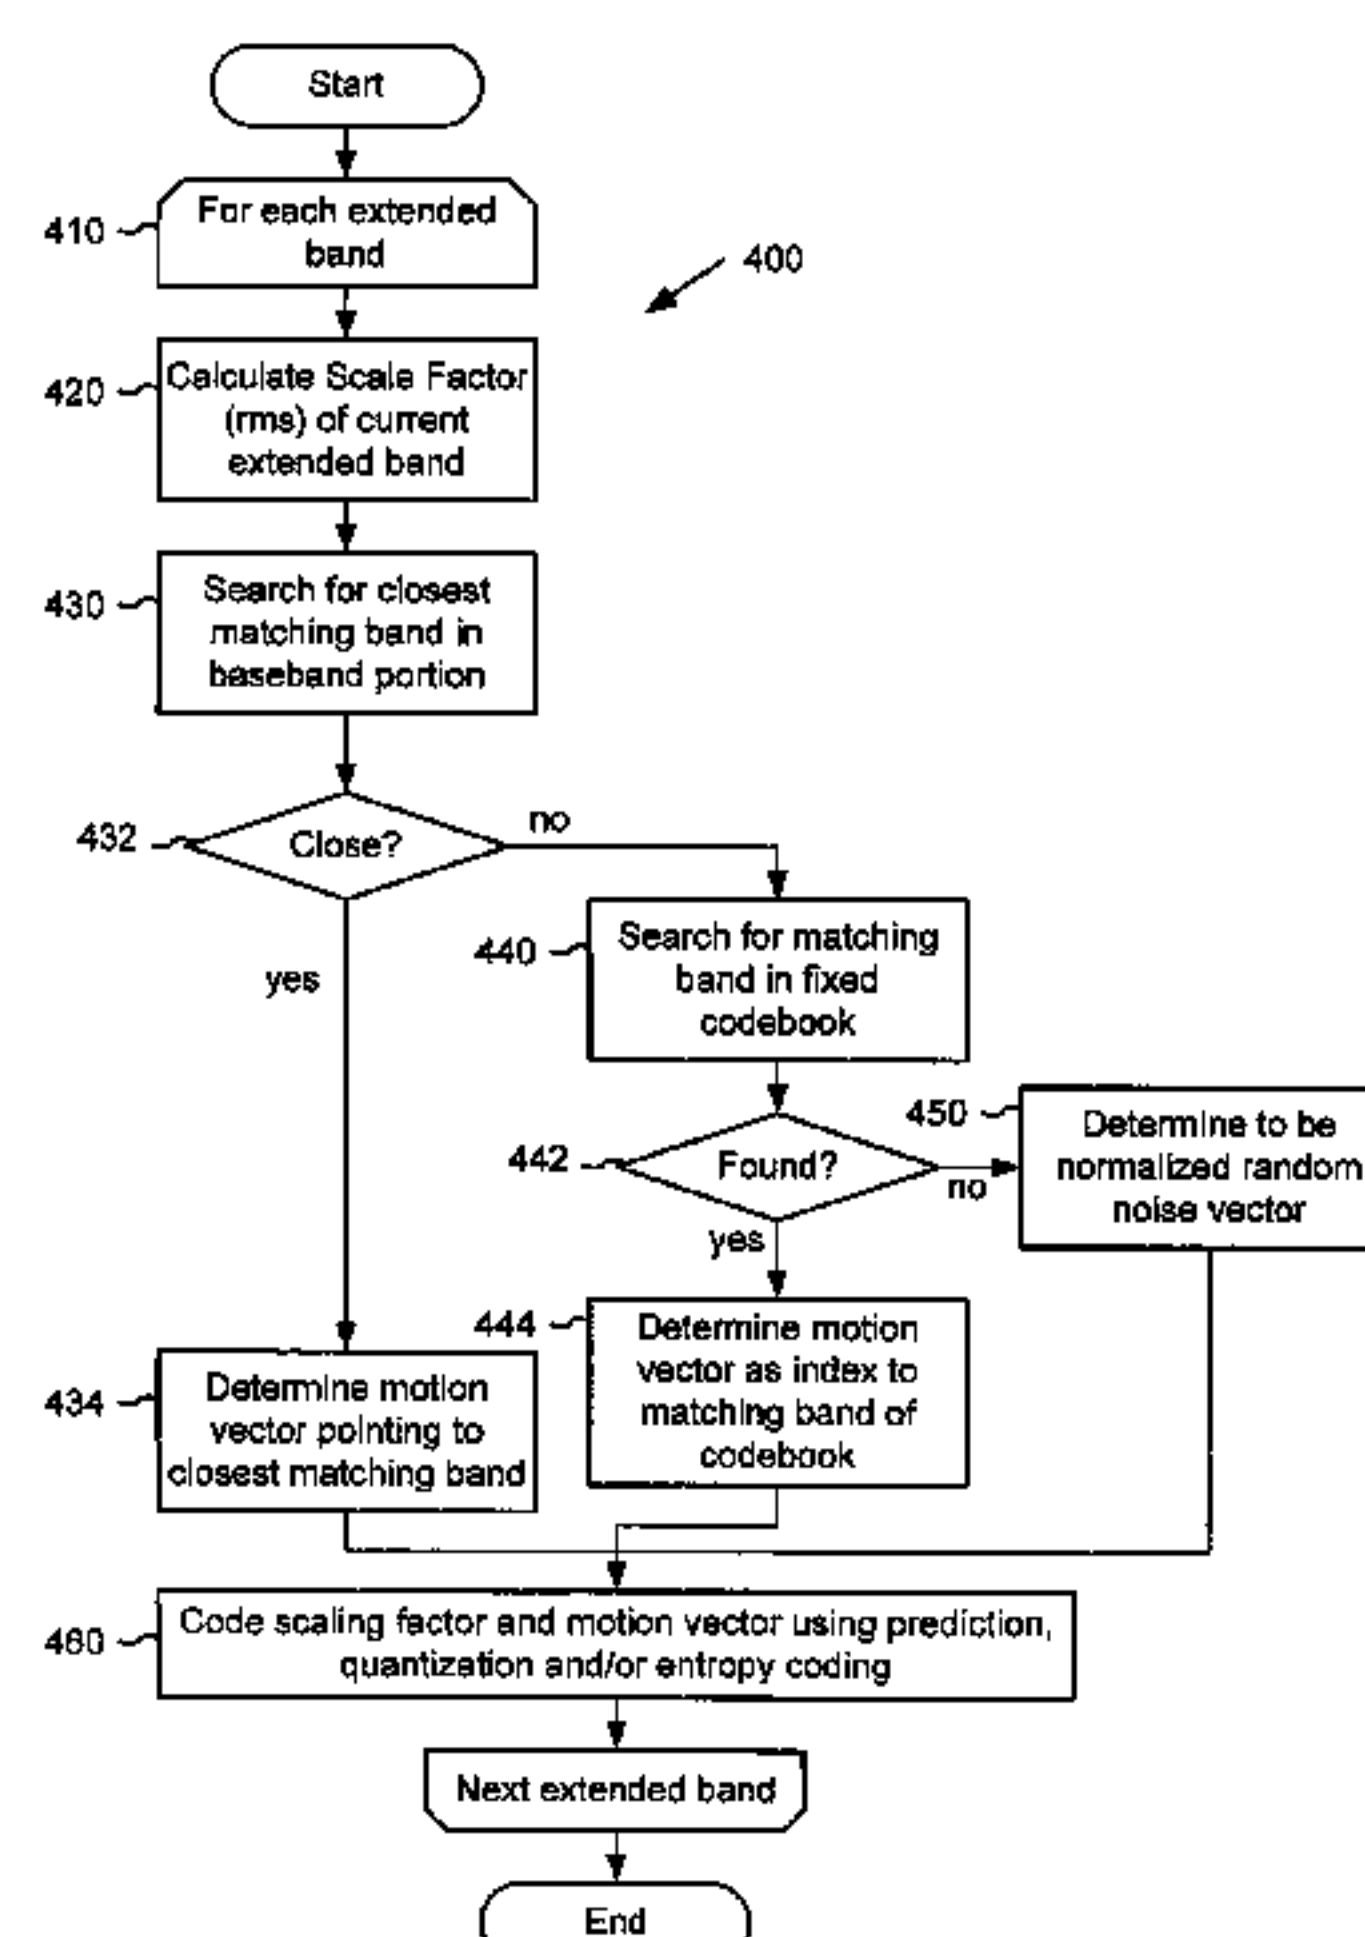 Start
410
For each extended
band
400
420
Calculate Scale Factor
(rms) of current
extended band
430
Search for closest
matching band in
baseband portion
432
Close?
no
yes
440
Search for matching
band in fixed
codebook
442
Found?
no
yes
450
Determine to be
normalized random
noise vector
444
Determine motion
vector as index to
matching band of
codebook
434
Determine motion
vector pointing to
closest matching band
460
Code scaling factor and motion vector using prediction,
quantization and/or entropy coding
Next extended band
End